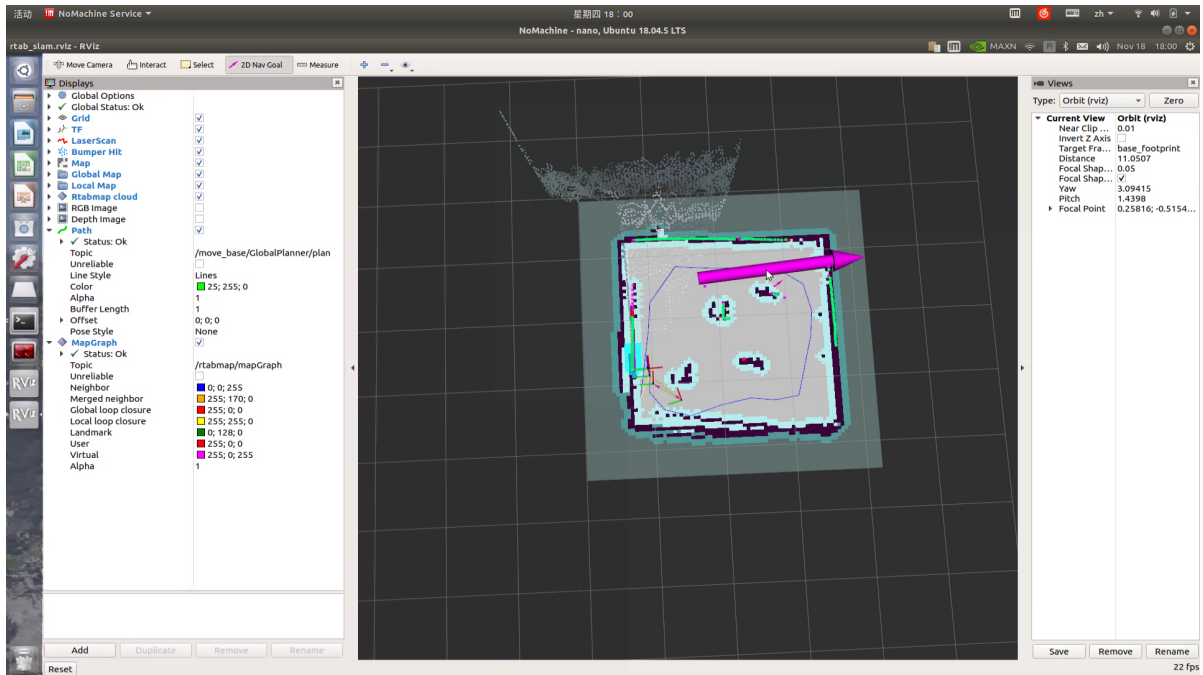 活动 NoMachine Service 星期四 18：00 zh
NoMachine - nano, Ubuntu 18.04.5 LTS
rtab_slam.rviz - RViz MAXN Nov 18 18:00
Move Camera Interact Select 2D Nav Goal Measure
Displays
Global Options
Global Status: Ok
Grid
TF
LaserScan
Bumper Hit
Map
Global Map
Local Map
Rtabmap cloud
RGB Image
Depth Image
Path
Status: Ok
Topic /move_base/GlobalPlanner/plan
Unreliable
Line Style Lines
Color 25; 255; 0
Alpha 1
Buffer Length 1
Offset 0; 0; 0
Pose Style None
MapGraph
Status: Ok
Topic /rtabmap/mapGraph
Unreliable
Neighbor 0; 0; 255
Merged neighbor 255; 170; 0
Global loop closure 255; 0; 0
Local loop closure 255; 255; 0
Landmark 0; 128; 0
User 255; 0; 0
Virtual 255; 0; 255
Alpha 1
Add Duplicate Remove Rename
Reset
Views
Type: Orbit (rviz) Zero
Current View Orbit (rviz)
Near Clip ... 0.01
Invert Z Axis
Target Fra... base_footprint
Distance 11.0507
Focal Shap... 0.05
Focal Shap...
Yaw 3.09415
Pitch 1.4398
Focal Point 0.25816; -0.5154...
Save Remove Rename
22 fps
RViz
RViz